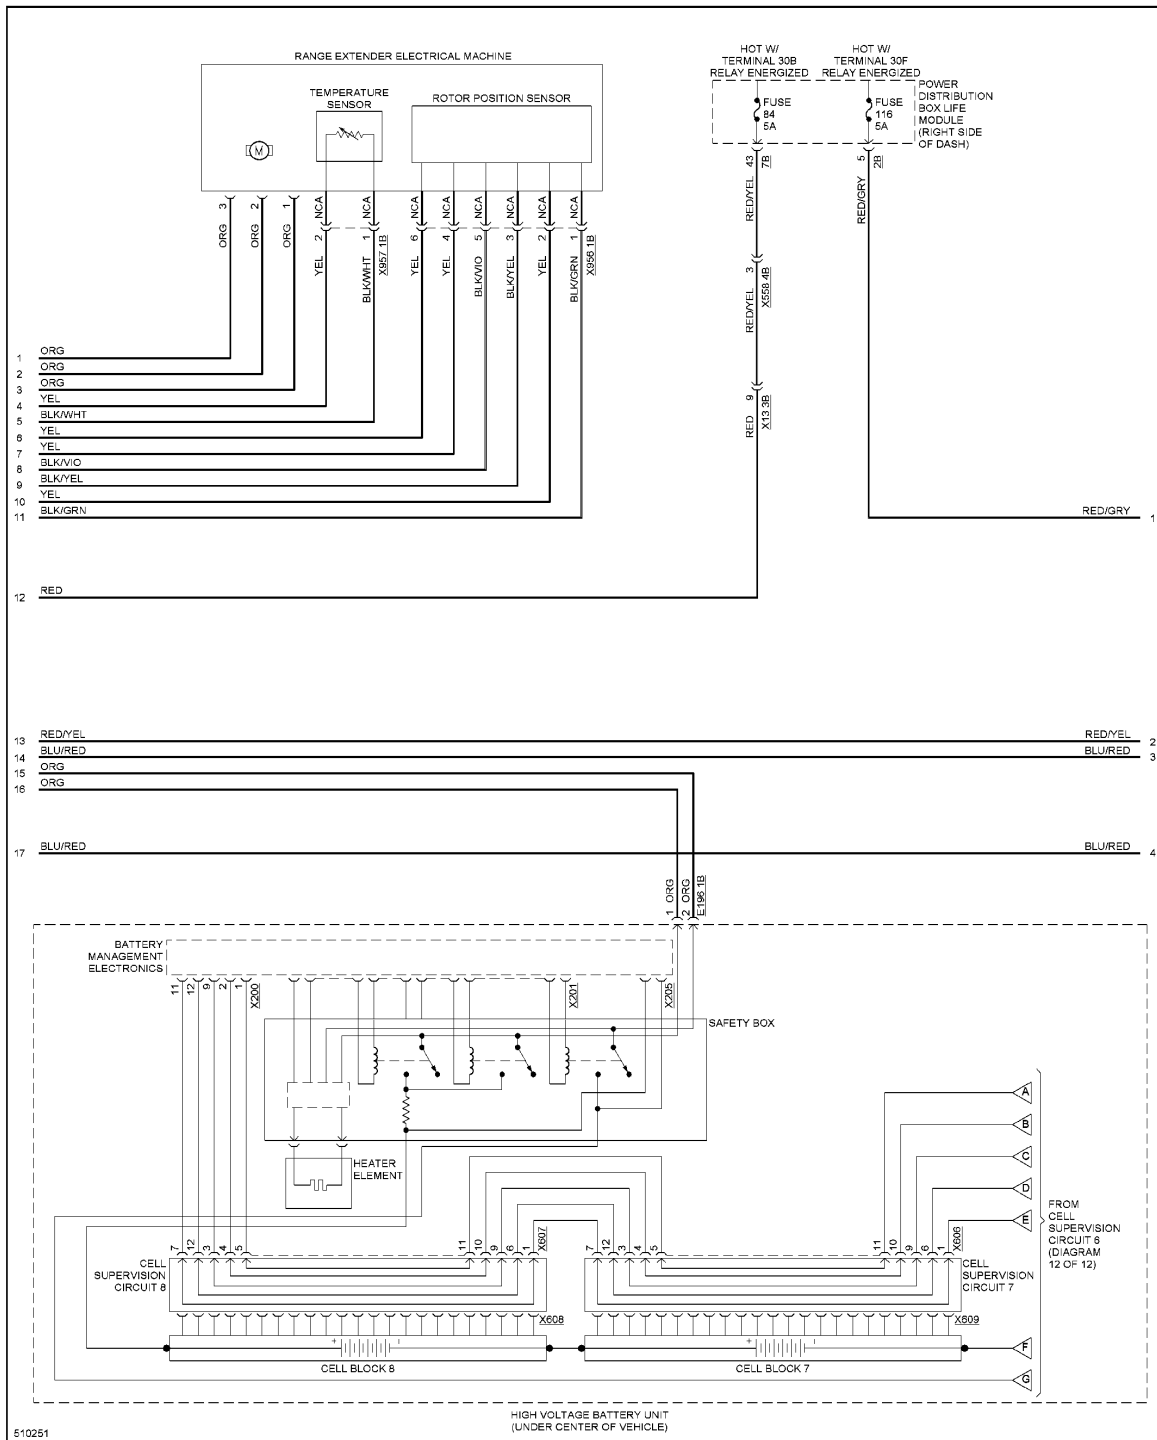 RANGE EXTENDER ELECTRICAL MACHINE
TEMPERATURE
SENSOR
ROTOR POSITION SENSOR
M
HOT W/
TERMINAL 30B
RELAY ENERGIZED
HOT W/
TERMINAL 30F
RELAY ENERGIZED
FUSE
84
5A
FUSE
116
5A
POWER
DISTRIBUTION
BOX LIFE
MODULE
(RIGHT SIDE
OF DASH)
43
7B
5
2B
RED/YEL
RED/GRY
3
X558 4B
RED/YEL
9
X13 3B
RED
3
2
1
NCA
NCA
NCA
NCA
NCA
NCA
NCA
NCA
ORG
ORG
ORG
2
1
X957 1B
6
4
5
3
2
1
X956 1B
YEL
BLK/WHT
YEL
YEL
BLK/VIO
BLK/YEL
YEL
BLK/GRN
1 ORG
2 ORG
3 ORG
4 YEL
5 BLK/WHT
6 YEL
7 YEL
8 BLK/VIO
9 BLK/YEL
10 YEL
11 BLK/GRN
RED/GRY 1
12 RED
13 RED/YEL RED/YEL 2
14 BLU/RED BLU/RED 3
15 ORG
16 ORG
17 BLU/RED BLU/RED 4
1 ORG
2 ORG
E196 1B
BATTERY
MANAGEMENT
ELECTRONICS
11
12
9
2
1
X200
X201
X205
SAFETY BOX
HEATER
ELEMENT
A
B
C
D
E
FROM
CELL
SUPERVISION
CIRCUIT 6
(DIAGRAM
12 OF 12)
7
12
3
4
5
11
10
9
6
1
X607
7
12
3
4
5
11
10
9
6
1
X606
CELL
SUPERVISION
CIRCUIT 8
CELL
SUPERVISION
CIRCUIT 7
X608
X609
+ -
+ -
F
CELL BLOCK 8
CELL BLOCK 7
G
HIGH VOLTAGE BATTERY UNIT
(UNDER CENTER OF VEHICLE)
510251